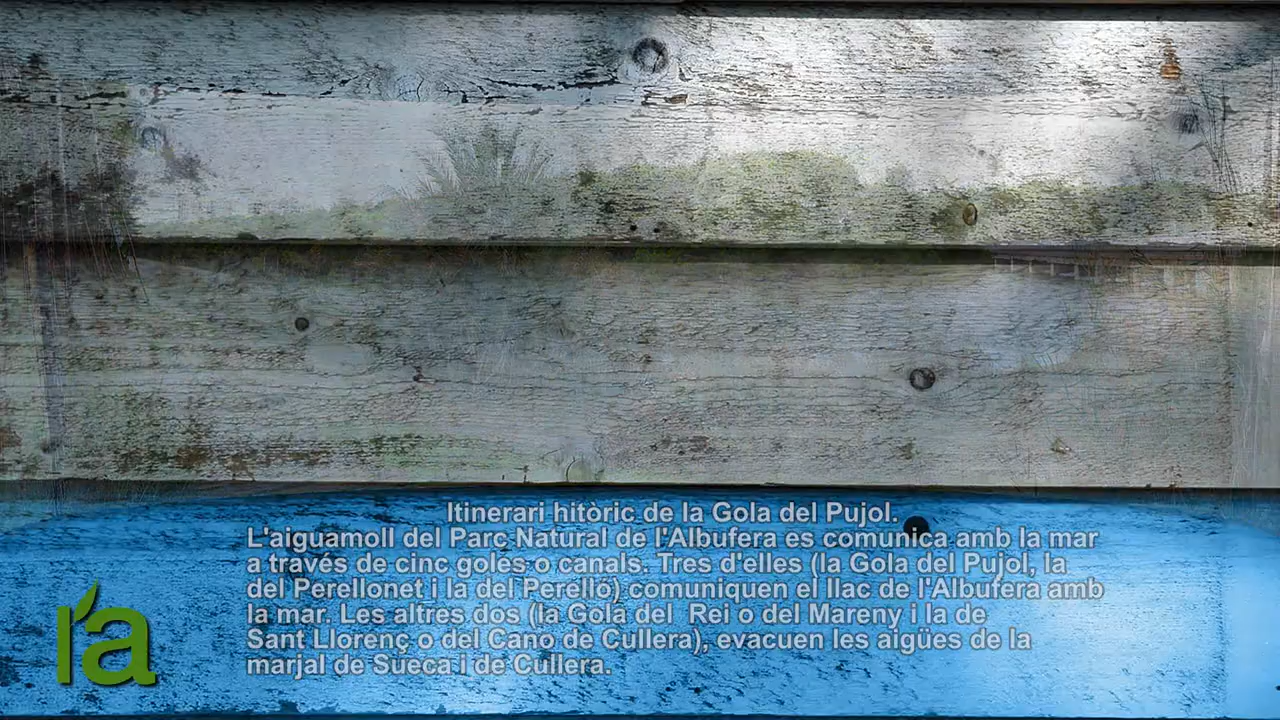 Itinerari hitòric de la Gola del Pujol.
L'aiguamoll del Parc Natural de l'Albufera es comunica amb la mar
a través de cinc goles o canals. Tres d'elles (la Gola del Pujol, la
del Perellonet i la del Perelló) comuniquen el llac de l'Albufera amb
la mar. Les altres dos (la Gola del  Rei o del Mareny i la de
Sant Llorenç o del Cano de Cullera), evacuen les aigües de la
marjal de Sueca i de Cullera.
l'a